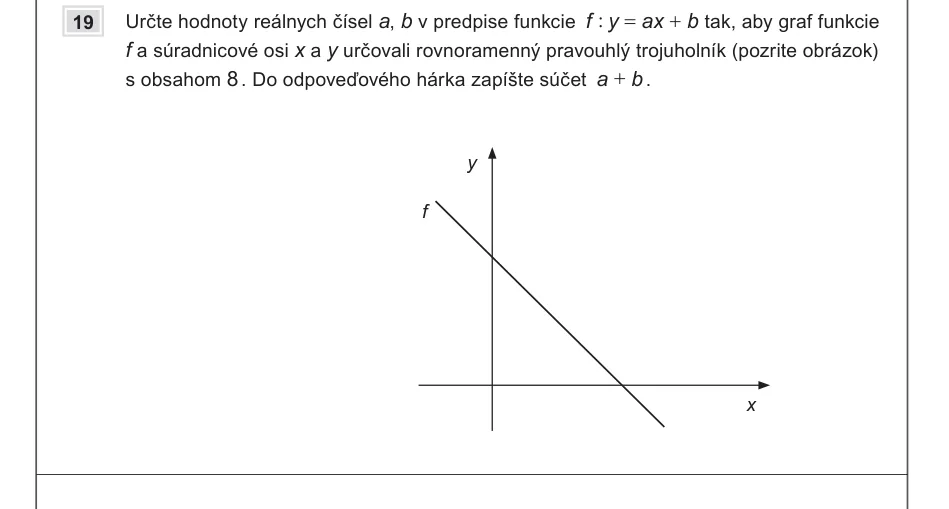 19 Určte hodnoty reálnych čísel a, b v predpise funkcie f : y = ax + b tak, aby graf funkcie
f a súradnicové osi x a y určovali rovnoramenný pravouhlý trojuholník (pozrite obrázok)
s obsahom 8. Do odpoveďového hárka zapíšte súčet a + b.
y
f
x